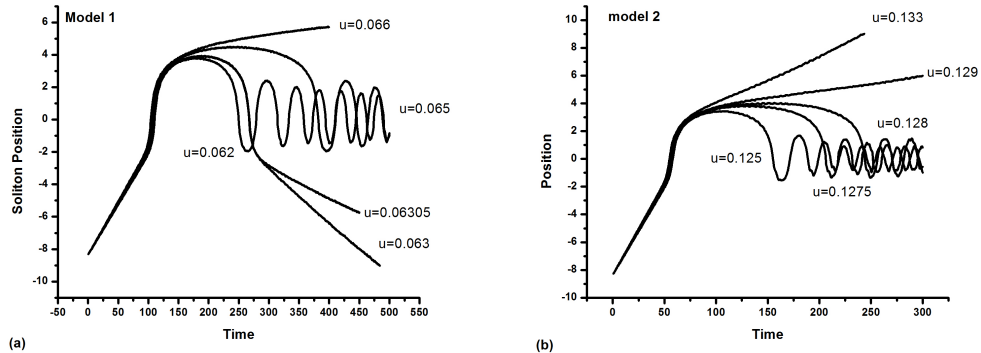 Model 1
u=0.066
u=0.065
u=0.062
u=0.06305
u=0.063
Soliton Position
6
4
2
0
-2
-4
-6
-8
-10
-50 0 50 100 150 200 250 300 350 400 450 500 550
Time
(a)
model 2
u=0.133
u=0.129
u=0.128
u=0.125
u=0.1275
Position
10
8
6
4
2
0
-2
-4
-6
-8
-10
0 50 100 150 200 250 300
Time
(b)